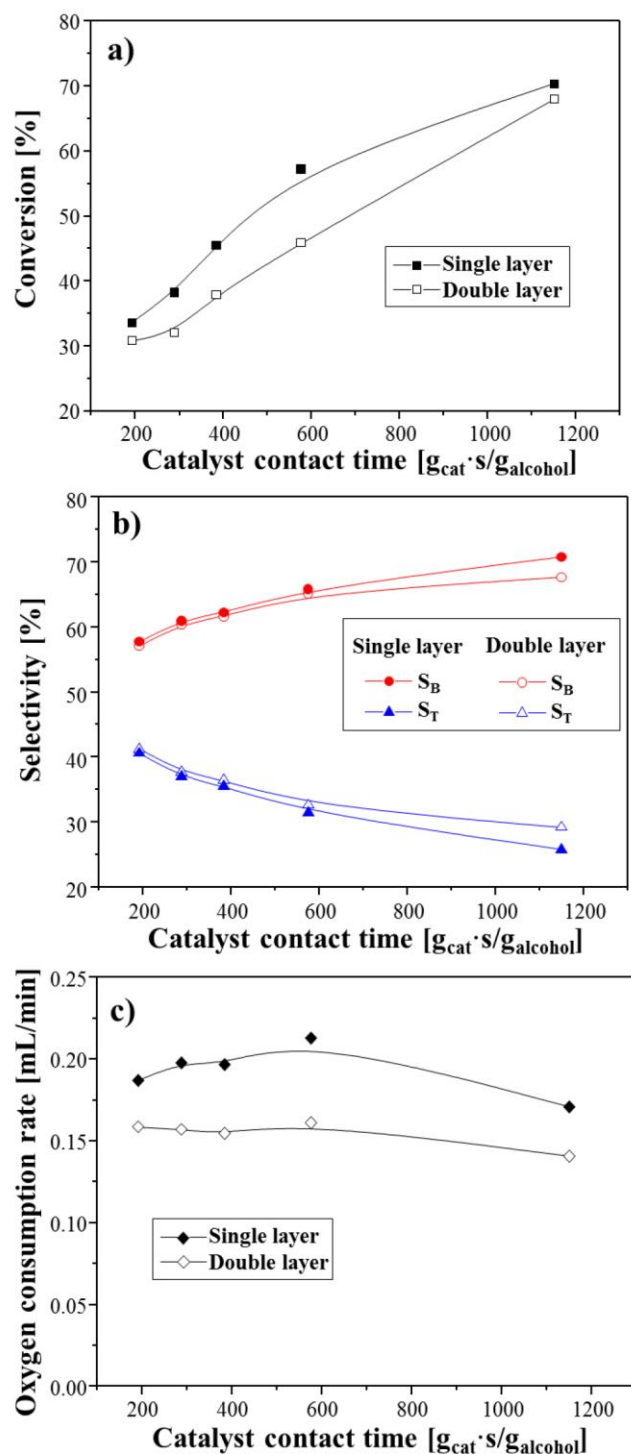 a)
Conversion [%]
80
70
60
50
40
30
20
Single layer
Double layer
200 400 600 800 1000 1200
Catalyst contact time [gcat·s/galcohol]
b)
Selectivity [%]
80
70
60
50
40
30
20
Single layer Double layer
SB SB
ST ST
200 400 600 800 1000 1200
Catalyst contact time [gcat·s/galcohol]
c)
Oxygen consumption rate [mL/min]
0.25
0.20
0.15
0.10
0.05
0.00
Single layer
Double layer
200 400 600 800 1000 1200
Catalyst contact time [gcat·s/galcohol]